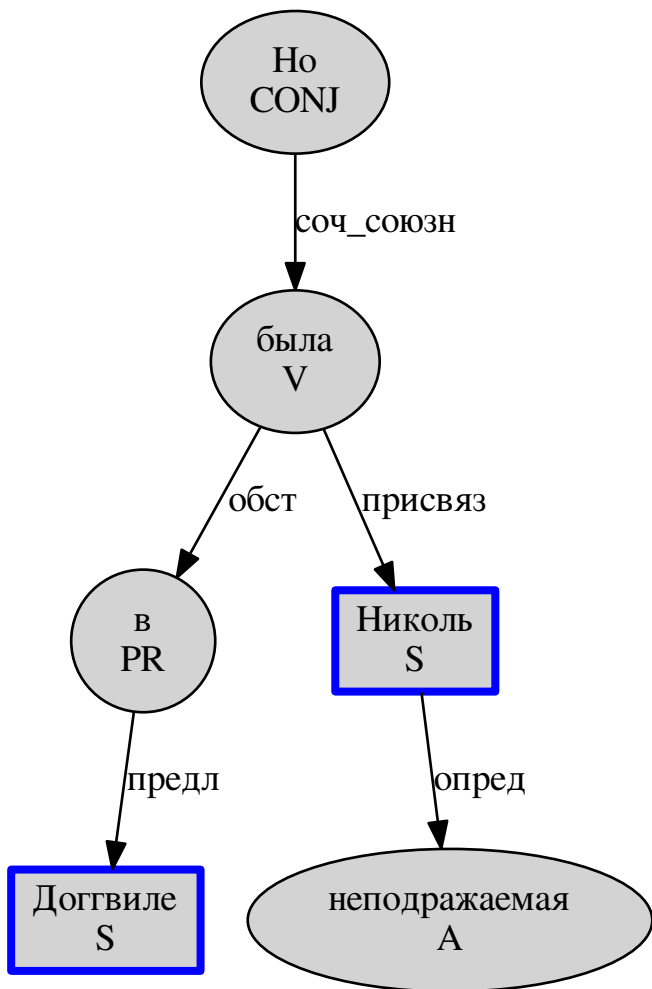 Но
CONJ
соч_союзн
была
V
обст
присвяз
в
PR
Николь
S
предл
опред
Доггвиле
S
неподражаемая
A